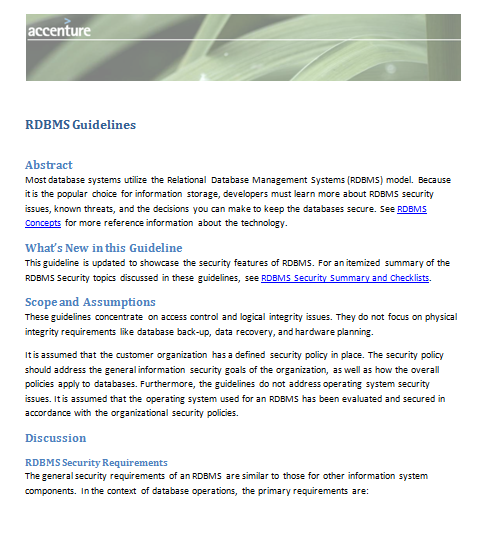 accenture
RDBMS Guidelines
Abstract
Most database systems utilize the Relational Database Management Systems (RDBMS) model. Because
it is the popular choice for information storage, developers must learn more about RDBMS security
issues, known threats, and the decisions you can make to keep the databases secure. See RDBMS
Concepts for more reference information about the technology.
What's New in this Guideline
This guideline is updated to showcase the security features of RDBMS. For an itemized summary of the
RDBMS Security topics discussed in these guidelines, see RDBMS Security Summary and Checklists.
Scope and Assumptions
These guidelines concentrate on access control and logical integrity issues. They do not focus on physical
integrity requirements like database back-up, data recovery, and hardware planning.
It is assumed that the customer organization has a defined security policy in place. The security policy
should address the general information security goals of the organization, as well as how the overall
policies apply to databases. Furthermore, the guidelines do not address operating system security
issues. It is assumed that the operating system used for an RDBMS has been evaluated and secured in
accordance with the organizational security policies.
Discussion
RDBMS Security Requirements
The general security requirements of an RDBMS are similar to those for other information system
components. In the context of database operations, the primary requirements are: